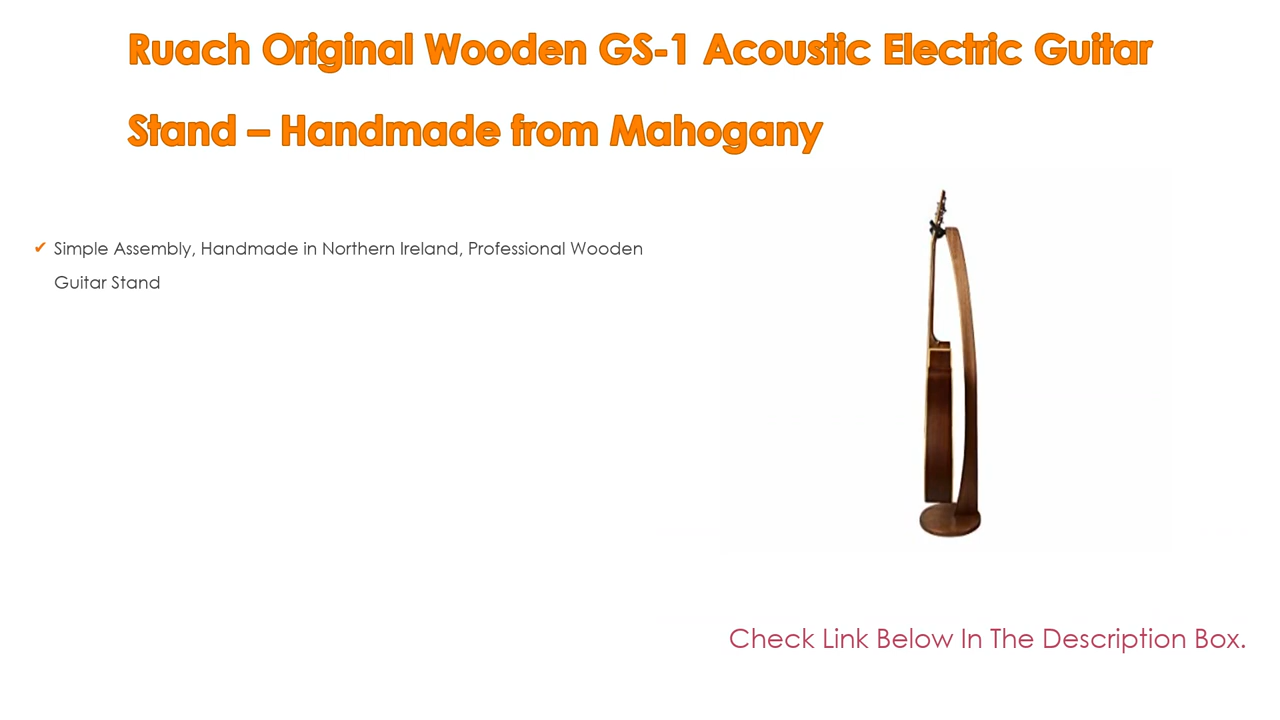 Ruach Original Wooden GS-1 Acoustic Electric Guitar
Stand – Handmade from Mahogany
✔ Simple Assembly, Handmade in Northern Ireland, Professional Wooden
Guitar Stand
Check Link Below In The Description Box.